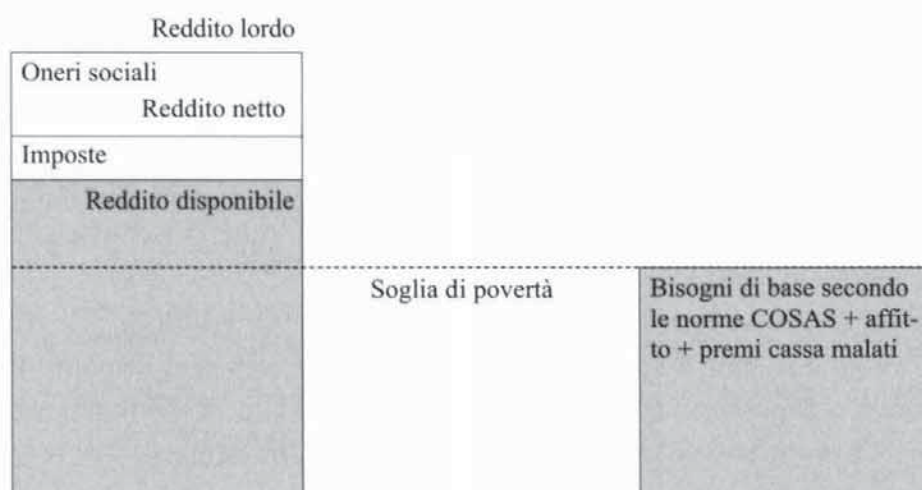 Reddito lordo
Oneri sociali
Reddito netto
Imposte
Reddito disponibile
Soglia di povertà
Bisogni di base secondo
le norme COSAS + affit-
to + premi cassa malati